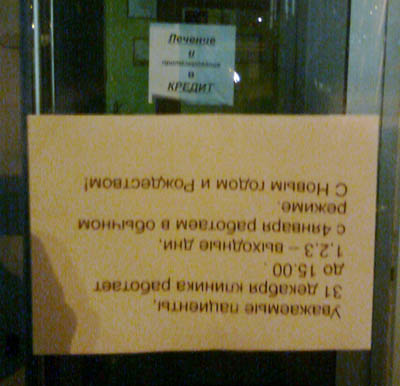 Лечение
и
протезирование
в
КРЕДИТ
Уважаемые пациенты,
31 декабря клиника работает
до 15.00 .
1,2,3 – выходные дни,
с 4января работаем в обычном
режиме.
С Новым годом и Рождеством!